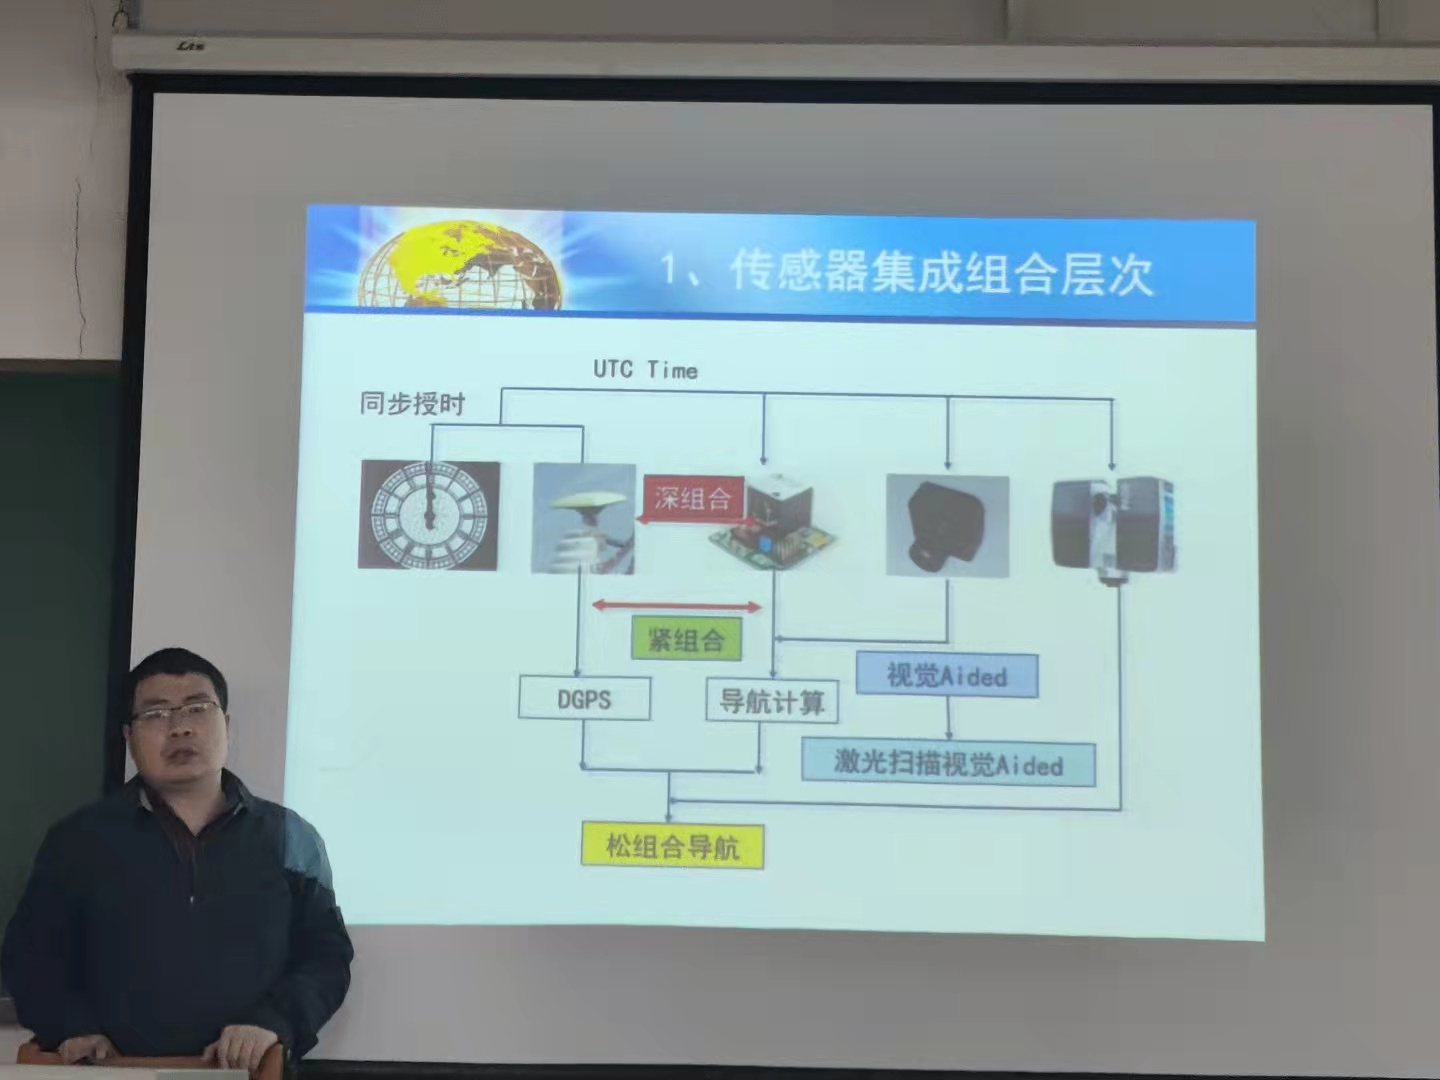 1、传感器集成组合层次
UTC Time
同步授时
深组合
紧组合
视觉Aided
DGPS
导航计算
激光扫描视觉Aided
松组合导航